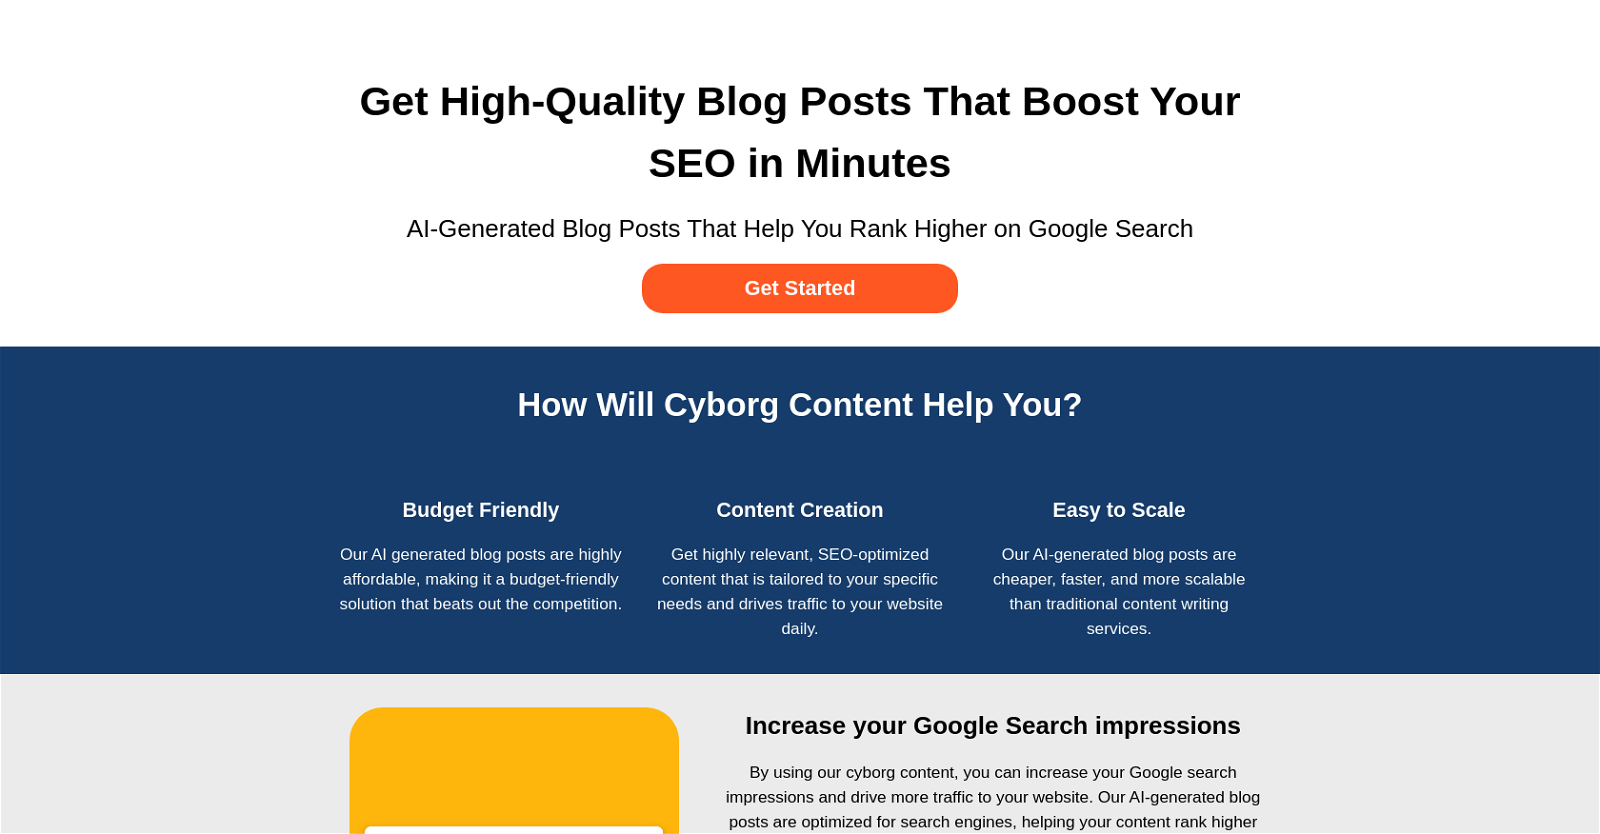 Get High-Quality Blog Posts That Boost Your
SEO in Minutes
AI-Generated Blog Posts That Help You Rank Higher on Google Search
Get Started
How Will Cyborg Content Help You?
Budget Friendly
Our AI generated blog posts are highly
affordable, making it a budget-friendly
solution that beats out the competition.
Content Creation
Get highly relevant, SEO-optimized
content that is tailored to your specific
needs and drives traffic to your website
daily.
Easy to Scale
Our AI-generated blog posts are
cheaper, faster, and more scalable
than traditional content writing
services.
Increase your Google Search impressions
By using our cyborg content, you can increase your Google search
impressions and drive more traffic to your website. Our AI-generated blog
posts are optimized for search engines, helping your content rank higher